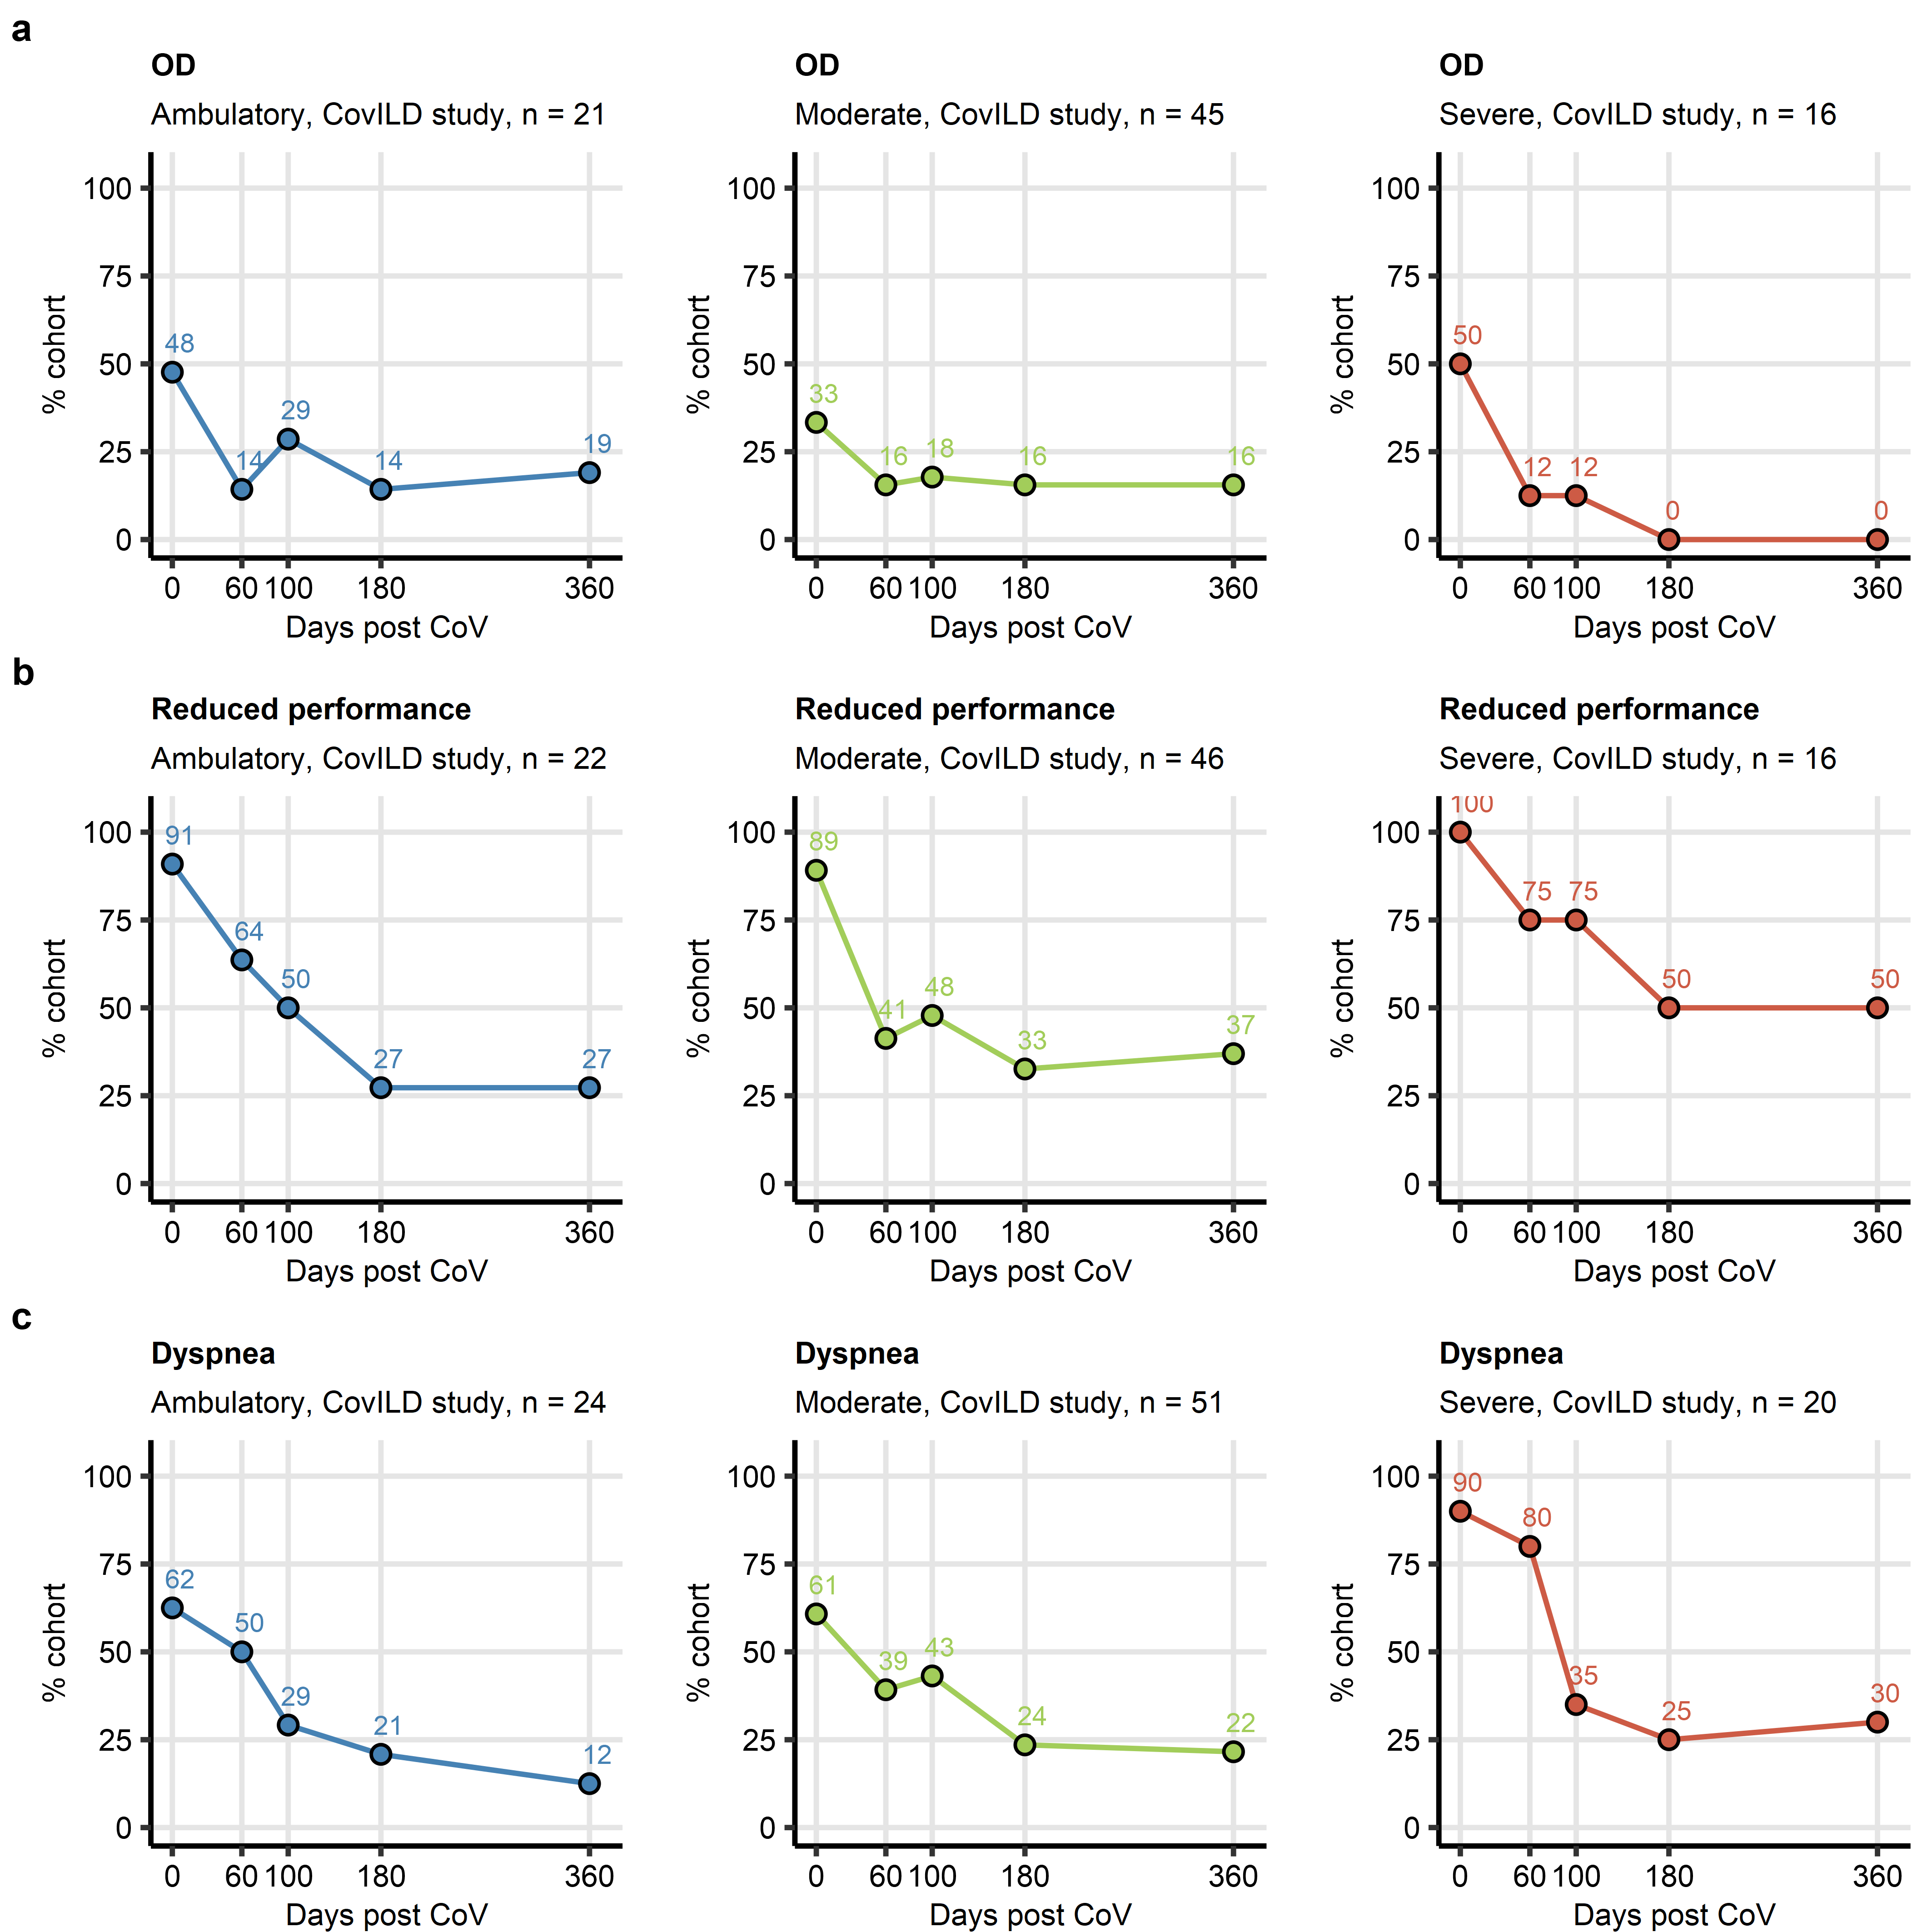 a
OD OD OD
Ambulatory, CovILD study, n = 21 Moderate, CovILD study, n = 45 Severe, CovILD study, n = 16
% cohort % cohort % cohort
100 100 100
75 75 75
50 50 50
25 25 25
0 0 0
48 14 29 14 19
33 16 18 16 16
50 12 12 0 0
0 60 100 180 360 0 60 100 180 360 0 60 100 180 360
Days post CoV Days post CoV Days post CoV
b
Reduced performance Reduced performance Reduced performance
Ambulatory, CovILD study, n = 22 Moderate, CovILD study, n = 46 Severe, CovILD study, n = 16
% cohort % cohort % cohort
100 100 100
75 75 75
50 50 50
25 25 25
0 0 0
91 64 50 27 27
89 41 48 33 37
100 75 75 50 50
0 60 100 180 360 0 60 100 180 360 0 60 100 180 360
Days post CoV Days post CoV Days post CoV
c
Dyspnea Dyspnea Dyspnea
Ambulatory, CovILD study, n = 24 Moderate, CovILD study, n = 51 Severe, CovILD study, n = 20
% cohort % cohort % cohort
100 100 100
75 75 75
50 50 50
25 25 25
0 0 0
62 50 29 21 12
61 39 43 24 22
90 80 35 25 30
0 60 100 180 360 0 60 100 180 360 0 60 100 180 360
Days post CoV Days post CoV Days post CoV